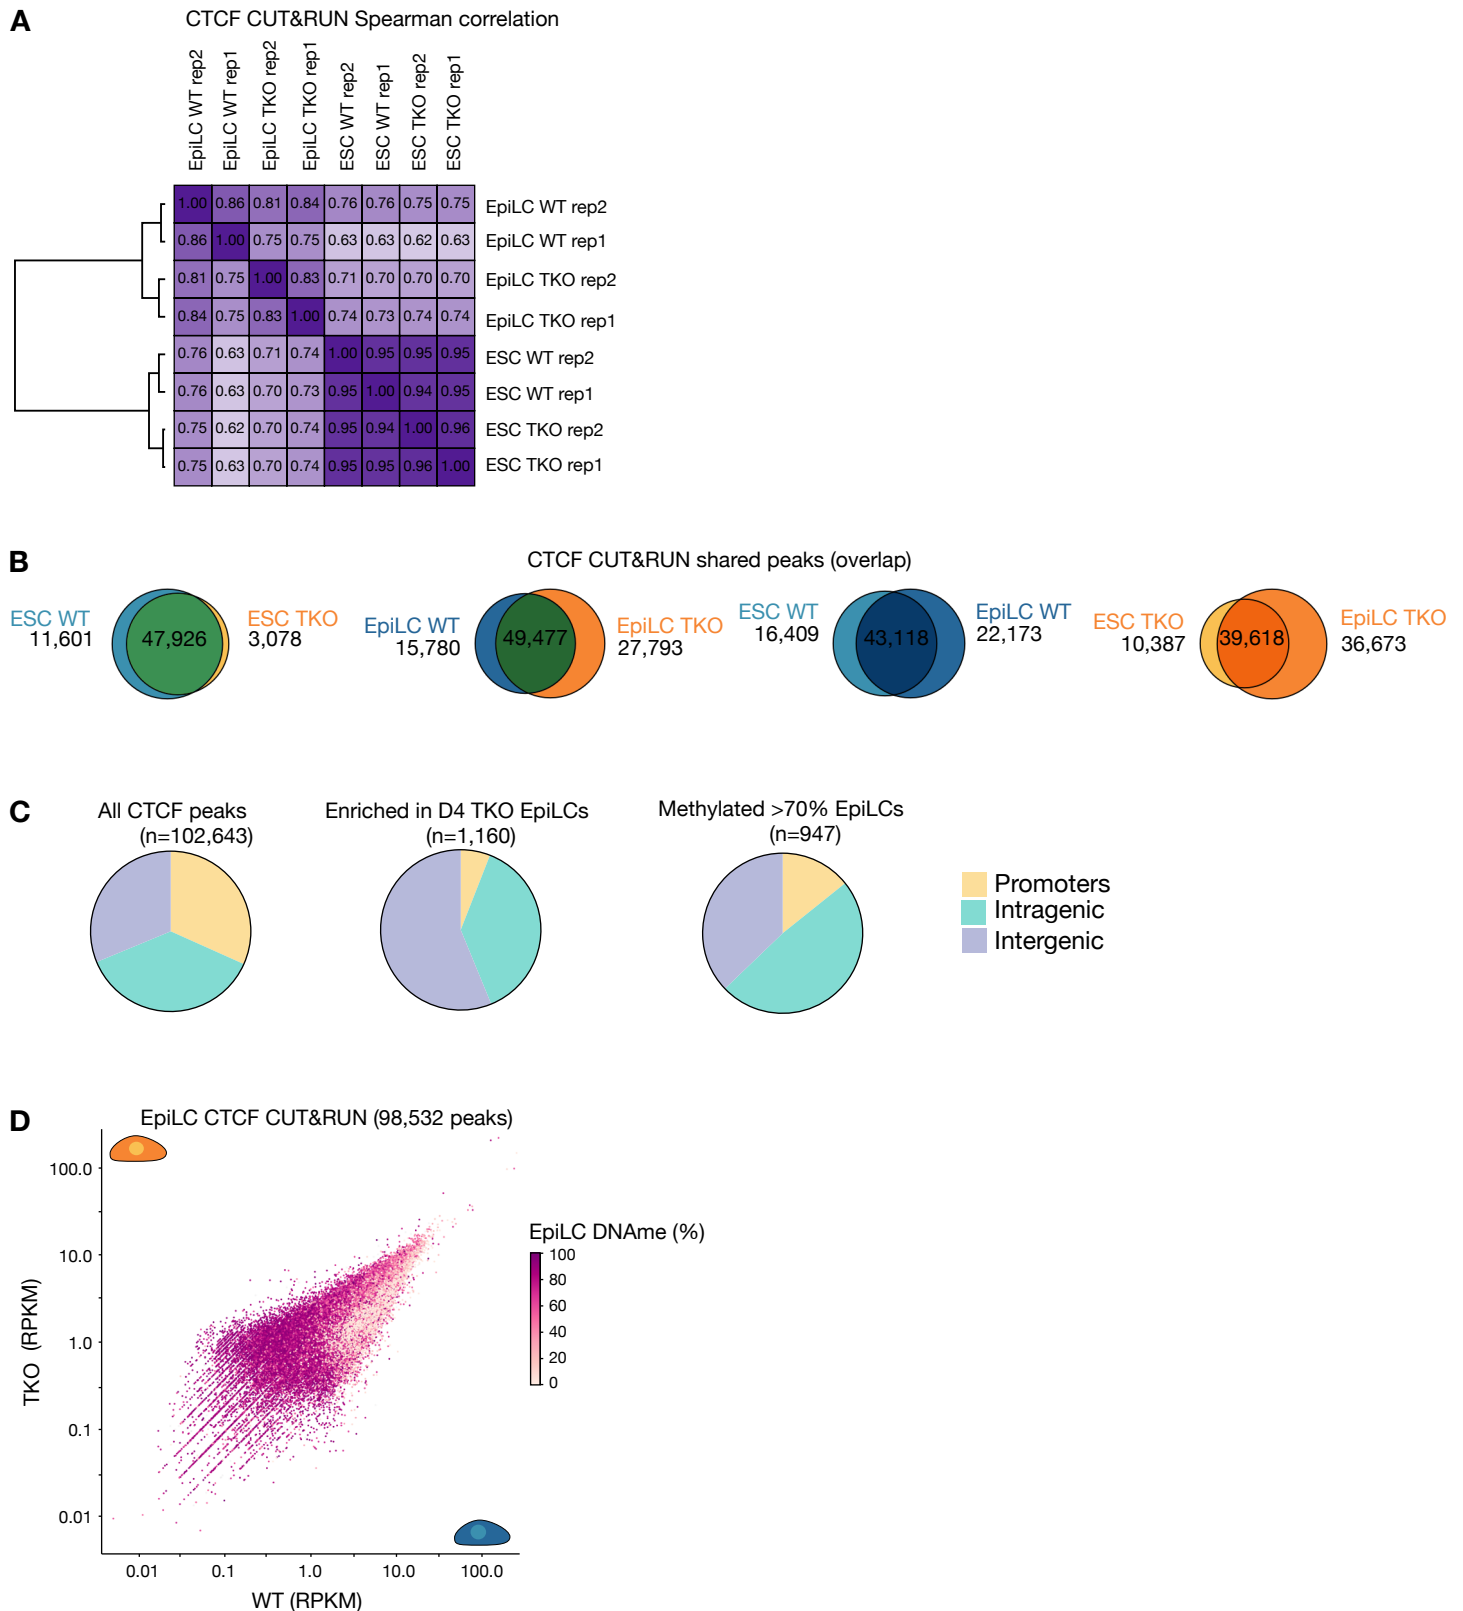 A
CTCF CUT&RUN Spearman correlation
EpiLC WT rep2
EpiLC WT rep1
EpiLC TKO rep2
EpiLC TKO rep1
ESC WT rep2
ESC WT rep1
ESC TKO rep2
ESC TKO rep1
1.00 0.86 0.81 0.84 0.76 0.76 0.75 0.75 EpiLC WT rep2
0.86 1.00 0.75 0.75 0.63 0.63 0.62 0.63 EpiLC WT rep1
0.81 0.75 1.00 0.83 0.71 0.70 0.70 0.70 EpiLC TKO rep2
0.84 0.75 0.83 1.00 0.74 0.73 0.74 0.74 EpiLC TKO rep1
0.76 0.63 0.71 0.74 1.00 0.95 0.95 0.95 ESC WT rep2
0.76 0.63 0.70 0.73 0.95 1.00 0.94 0.95 ESC WT rep1
0.75 0.62 0.70 0.74 0.95 0.94 1.00 0.96 ESC TKO rep2
0.75 0.63 0.70 0.74 0.95 0.95 0.96 1.00 ESC TKO rep1
B
CTCF CUT&RUN shared peaks (overlap)
ESC WT
11,601
47,926
ESC TKO
3,078
EpiLC WT
15,780
49,477
EpiLC TKO
27,793
ESC WT
16,409
43,118
EpiLC WT
22,173
ESC TKO
10,387
39,618
EpiLC TKO
36,673
C
All CTCF peaks
(n=102,643)
Enriched in D4 TKO EpiLCs
(n=1,160)
Methylated >70% EpiLCs
(n=947)
Promoters
Intragenic
Intergenic
D
EpiLC CTCF CUT&RUN (98,532 peaks)
TKO (RPKM)
100.0
10.0
1.0
0.1
0.01
0.01 0.1 1.0 10.0 100.0
WT (RPKM)
EpiLC DNAme (%)
100
80
60
40
20
0